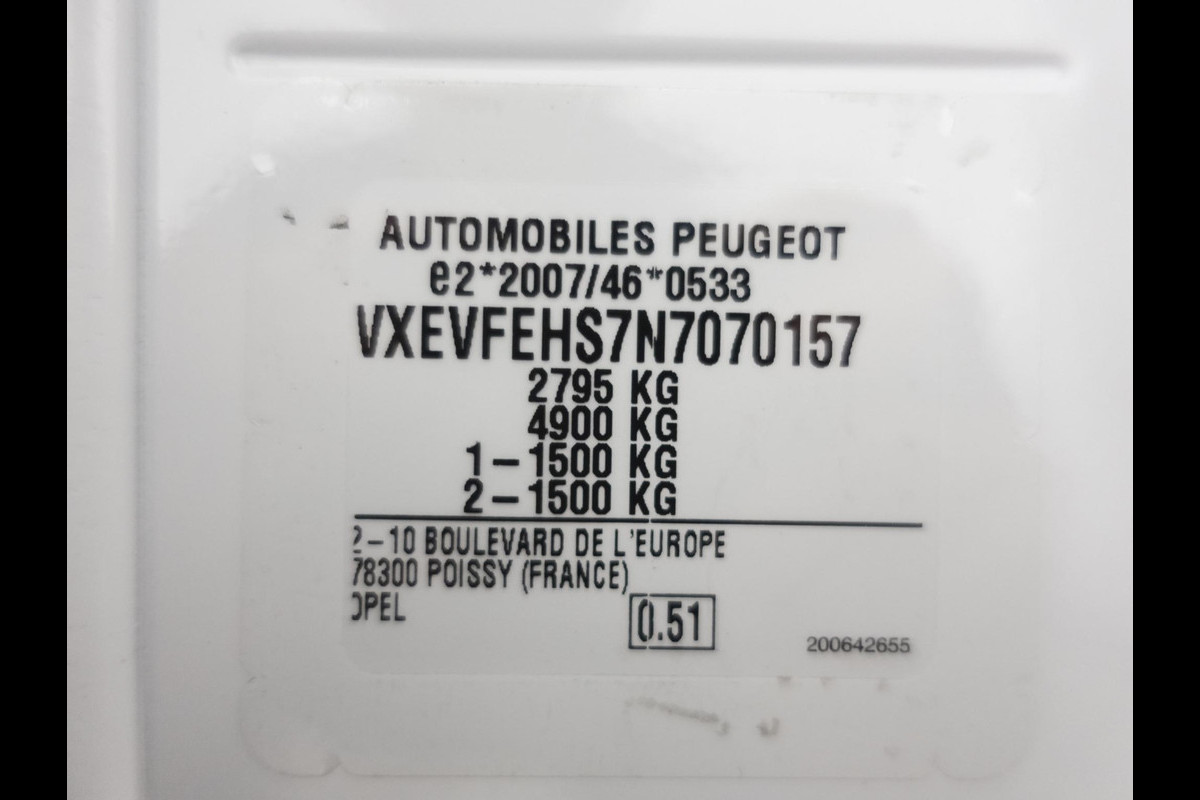 AUTOMOBILES PEUGEOT
e2*2007/46*0533
VXEVFEHS7N7070157
2795 KG
4900 KG
1-1500 KG
2-1500 KG
2-10 BOULEVARD DE L'EUROPE
78300 POISSY (FRANCE)
OPEL
0.51
200642655